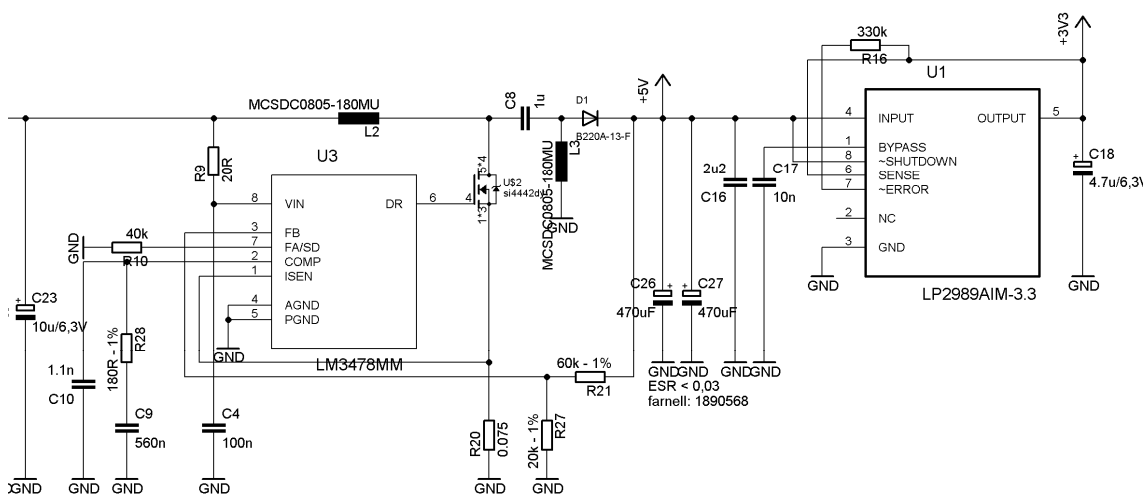 330k
R16
+3V3
U1
MCSDC0805-180MU
L2
C8
1u
D1
B220A-13-F
+5V
4 INPUT OUTPUT 5
1 BYPASS
8 ~SHUTDOWN
6 SENSE
7 ~ERROR
2 NC
3 GND
LP2989AIM-3.3
C18
4.7u/6,3V
GND
GND
R9
20R
U3
8 VIN DR 6
3 FB
7 FA/SD
2 COMP
1 ISEN
4 AGND
5 PGND
LM3478MM
GND
5*4
4
1*3
U$2
si4442dy
L3
MCSDC0805-180MU
GND
2u2
C16
C17
10n
GND
40k
R10
C23
10u/6,3V
180R - 1%
R28
1.1n
C10
C9
560n
C4
100n
C26
470uF
C27
470uF
GND
GND
GND
GND
ESR < 0,03
farnell: 1890568
60k - 1%
R21
R20
0.075
20k - 1%
R27
GND
GND
GND
GND
GND
GND